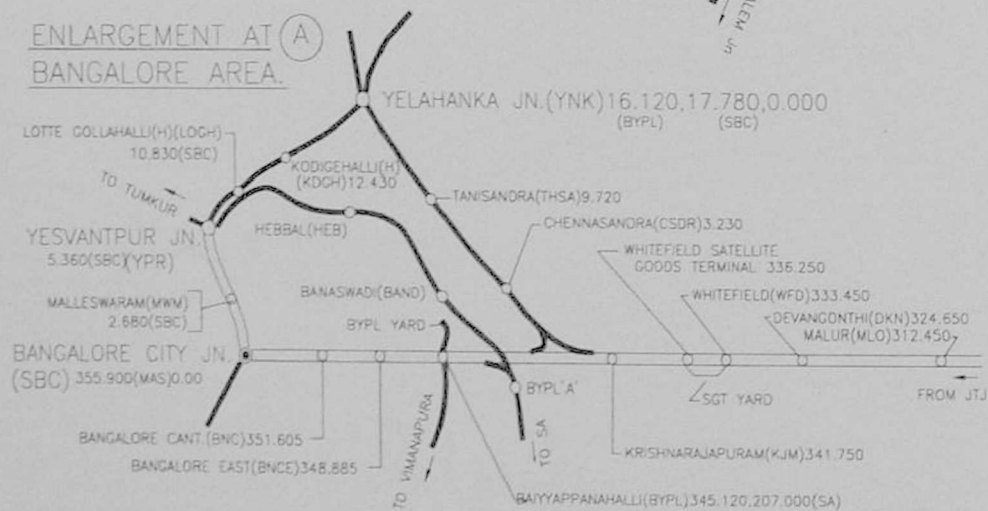 ENLARGEMENT AT A
BANGALORE AREA.
LEM Jn
YELAHANKA JN.(YNK)16.120,17.780,0.000
(BYPL) (SBC)
LOTTE GOLLAHALLI(H)(LOGH)
10.830(SBC)
KODIGEHALLI(H)
(KDGH)12.430
TO TUMKUR
TANISANDRA(THSA)9.720
HEBBAL(HEB)
CHENNASANDRA(CSDR)3.230
YESVANTPUR JN.
5.360(SBC)(YPR)
WHITEFIELD SATELLITE
GOODS TERMINAL 336.250
MALLESWARAM(MWM)
2.680(SBC)
BANASWADI(BAND)
WHITEFIELD(WFD)333.450
BYPL YARD
DEVANGONTHI(DKN)324.650
MALUR(MLO)312.450
BANGALORE CITY JN.
(SBC) 355.900(MAS)0.00
BYPL'A'
SGT YARD
FROM JTJ
BANGALORE CANT.(BNC)351.605
BANGALORE EAST(BNCE)348.885
TO VIMANAPURA
TO SA
KRISHNARAJAPURAM(KJM)341.750
BAIYYAPPANAHALLI(BYPL)345.120,207.000(SA)